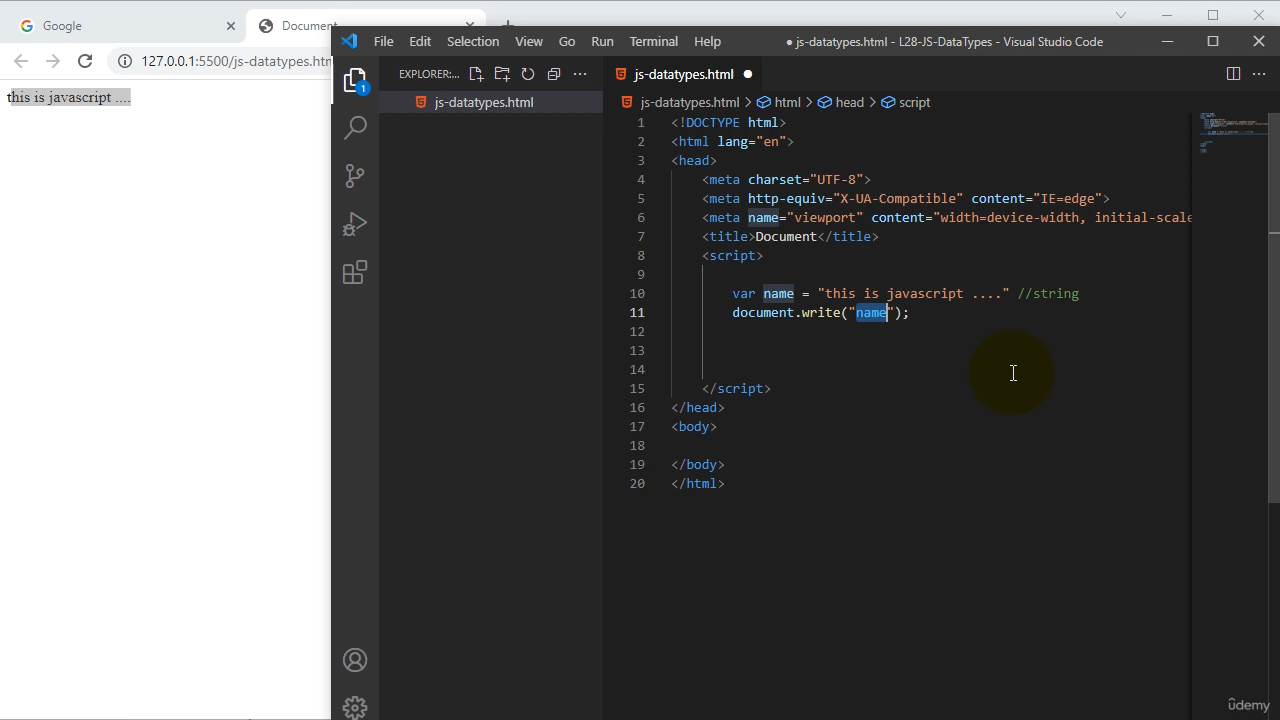 Google
Document
127.0.0.1:5500/js-datatypes.htm
this is javascript ....
File Edit Selection View Go Run Terminal Help
● js-datatypes.html - L28-JS-DataTypes - Visual Studio Code
EXPLORER:...
1
js-datatypes.html
js-datatypes.html ●
js-datatypes.html > html > head > script
1 <!DOCTYPE html>
2 <html lang="en">
3 <head>
4 <meta charset="UTF-8">
5 <meta http-equiv="X-UA-Compatible" content="IE=edge">
6 <meta name="viewport" content="width=device-width, initial-scale
7 <title>Document</title>
8 <script>
9
10 var name = "this is javascript ...." //string
11 document.write("name");
12
13
14
15 </script>
16 </head>
17 <body>
18
19 </body>
20 </html>
ûdemy